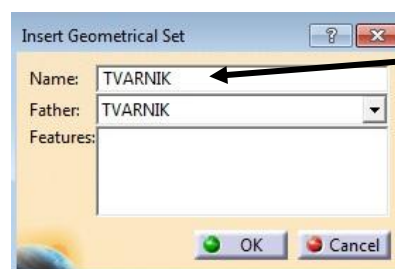 Insert Geometrical Set
Name: TVARNIK
Father: TVARNIK
Features:
OK Cancel